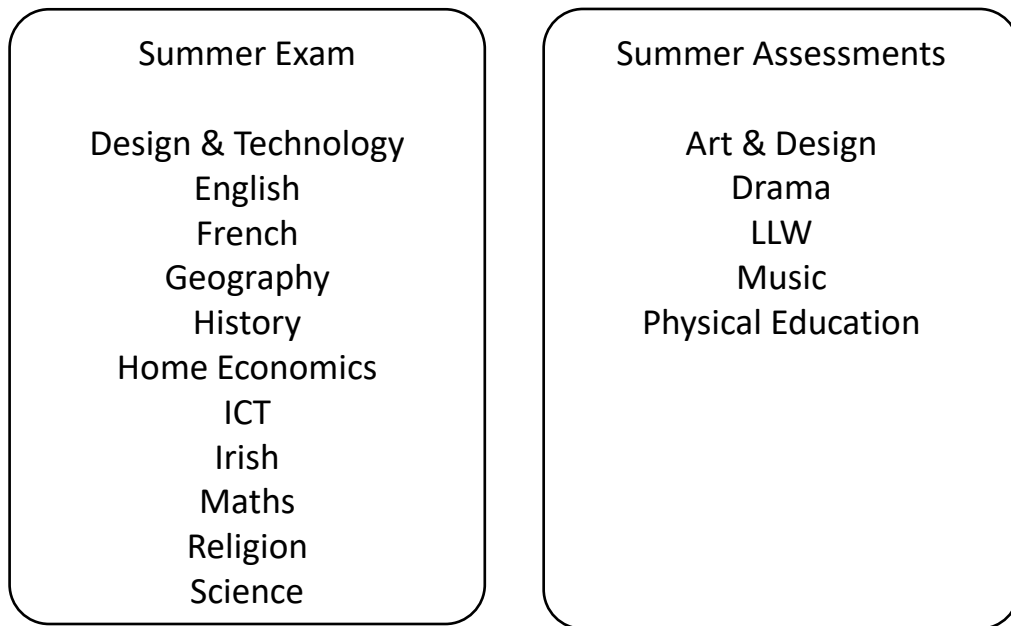 Summer Exam
Design & Technology
English
French
Geography
History
Home Economics
ICT
Irish
Maths
Religion
Science
Summer Assessments
Art & Design
Drama
LLW
Music
Physical Education